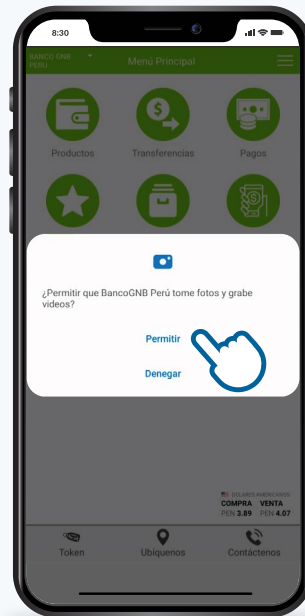 8:30
BANCO GNB
PERU
Menú Principal
Productos
Transferencias
Pagos
¿Permitir que BancoGNB Perú tome fotos y grabe
videos?
Permitir
Denegar
DOLARES AMERICANOS
COMPRA VENTA
PEN 3.89 PEN 4.07
Token
Ubíquenos
Contáctenos